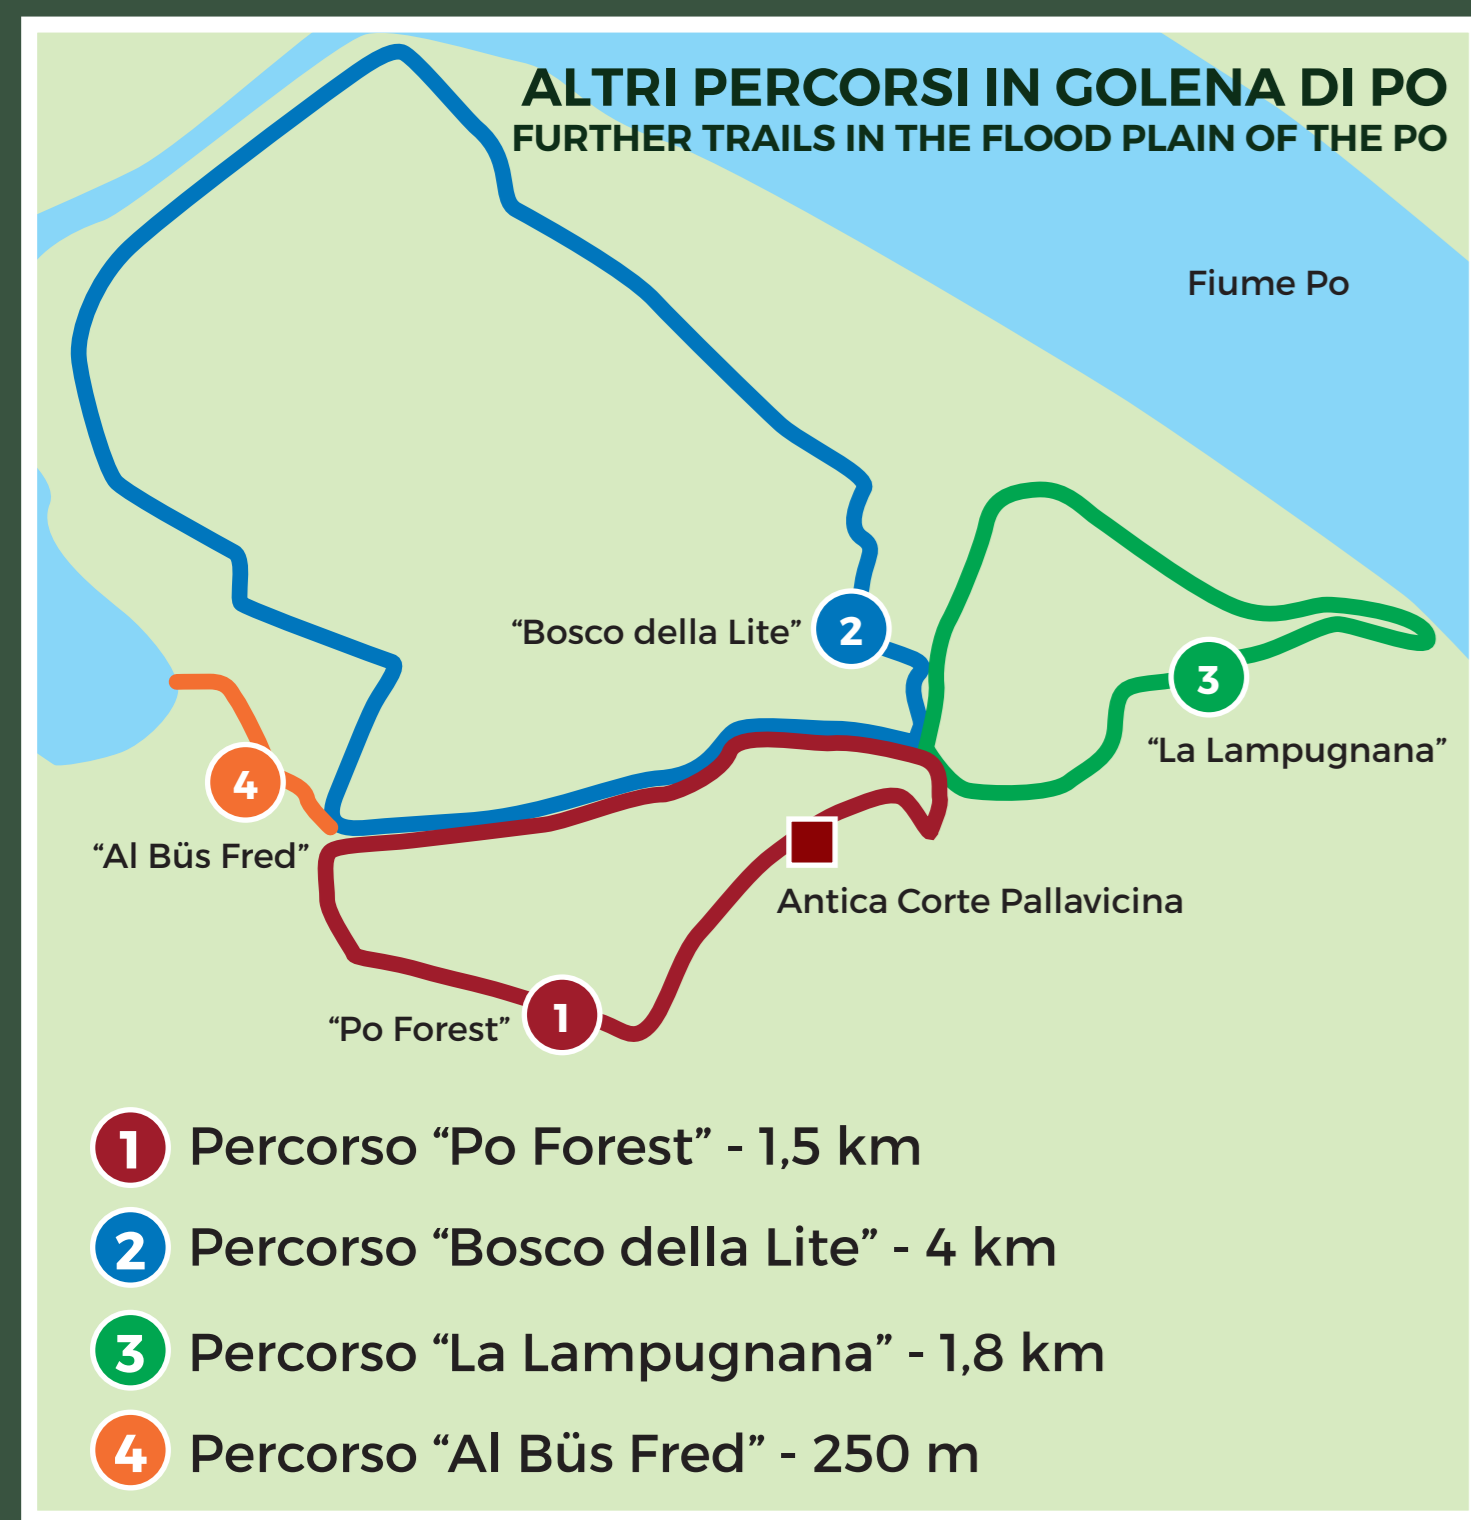 ALTRI PERCORSI IN GOLENA DI PO
FURTHER TRAILS IN THE FLOOD PLAIN OF THE PO
Fiume Po
“Bosco della Lite”
2
3
“La Lampugnana”
4
“Al Büs Fred”
Antica Corte Pallavicina
“Po Forest”
1
1 Percorso “Po Forest” - 1,5 km
2 Percorso “Bosco della Lite” - 4 km
3 Percorso “La Lampugnana” - 1,8 km
4 Percorso “Al Büs Fred” - 250 m